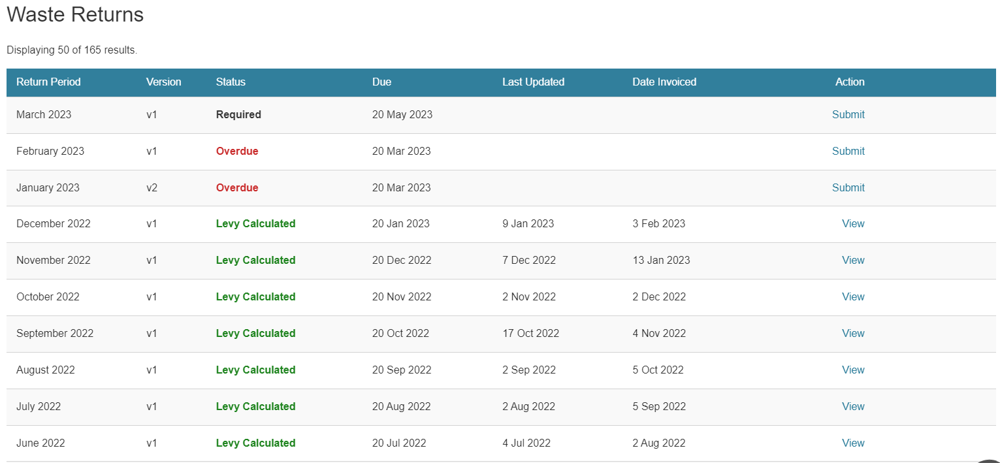 Waste Returns
Displaying 50 of 165 results.
Return Period Version Status Due Last Updated Date Invoiced Action
March 2023 v1 Required 20 May 2023 Submit
February 2023 v1 Overdue 20 Mar 2023 Submit
January 2023 v2 Overdue 20 Mar 2023 Submit
December 2022 v1 Levy Calculated 20 Jan 2023 9 Jan 2023 3 Feb 2023 View
November 2022 v1 Levy Calculated 20 Dec 2022 7 Dec 2022 13 Jan 2023 View
October 2022 v1 Levy Calculated 20 Nov 2022 2 Nov 2022 2 Dec 2022 View
September 2022 v1 Levy Calculated 20 Oct 2022 17 Oct 2022 4 Nov 2022 View
August 2022 v1 Levy Calculated 20 Sep 2022 2 Sep 2022 5 Oct 2022 View
July 2022 v1 Levy Calculated 20 Aug 2022 2 Aug 2022 5 Sep 2022 View
June 2022 v1 Levy Calculated 20 Jul 2022 4 Jul 2022 2 Aug 2022 View